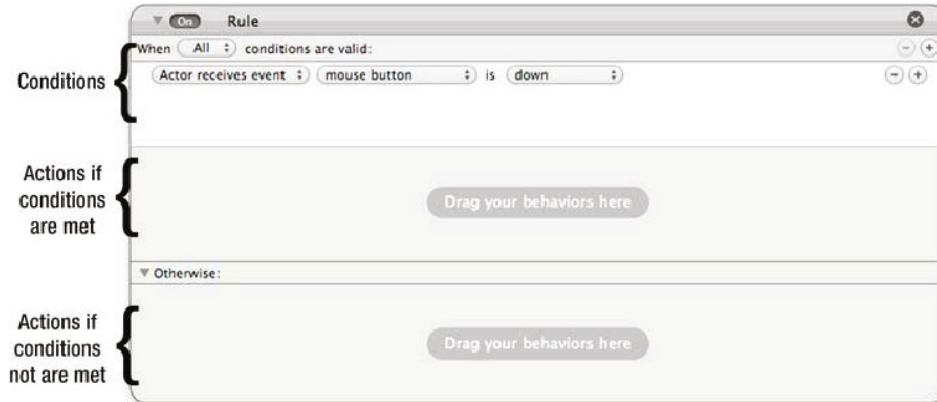 On Rule
When All conditions are valid:
Conditions
Actor receives event mouse button is down
Actions if
conditions
are met
Drag your behaviors here
Otherwise:
Actions if
conditions
not are met
Drag your behaviors here